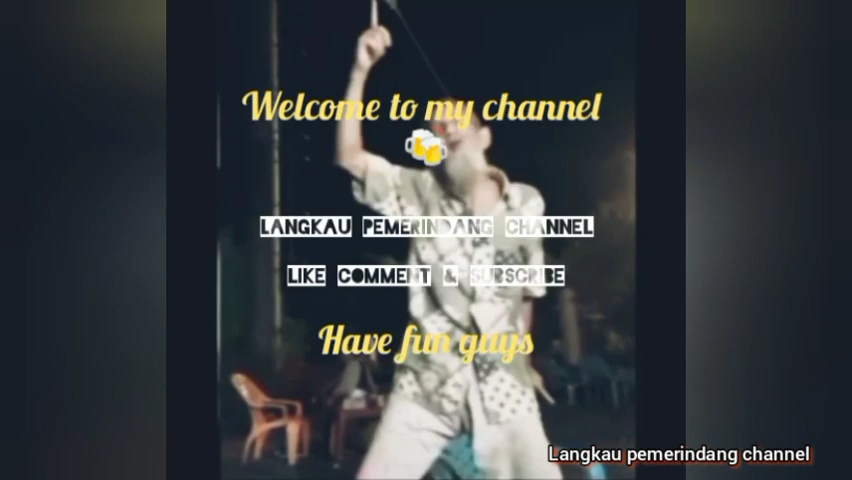 Welcome to my channel
LANGKAU PEMERINDANG CHANNEL
LIKE COMMENT & SUBSCRIBE
Have fun guys
Langkau pemerindang channel